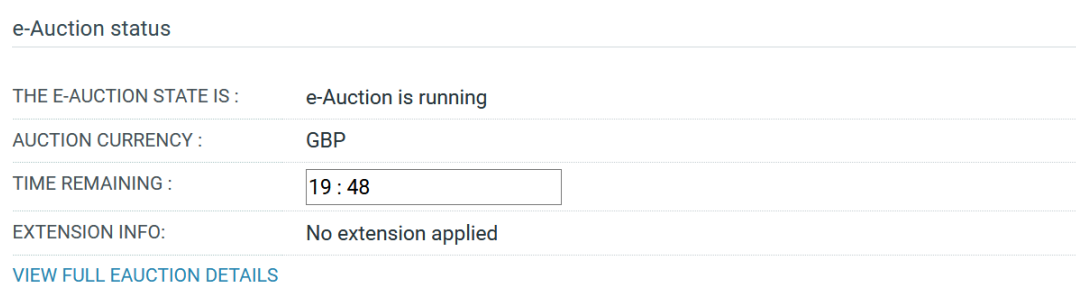 e-Auction status
THE E-AUCTION STATE IS : e-Auction is running
AUCTION CURRENCY : GBP
TIME REMAINING : 19 : 48
EXTENSION INFO: No extension applied
VIEW FULL EAUCTION DETAILS